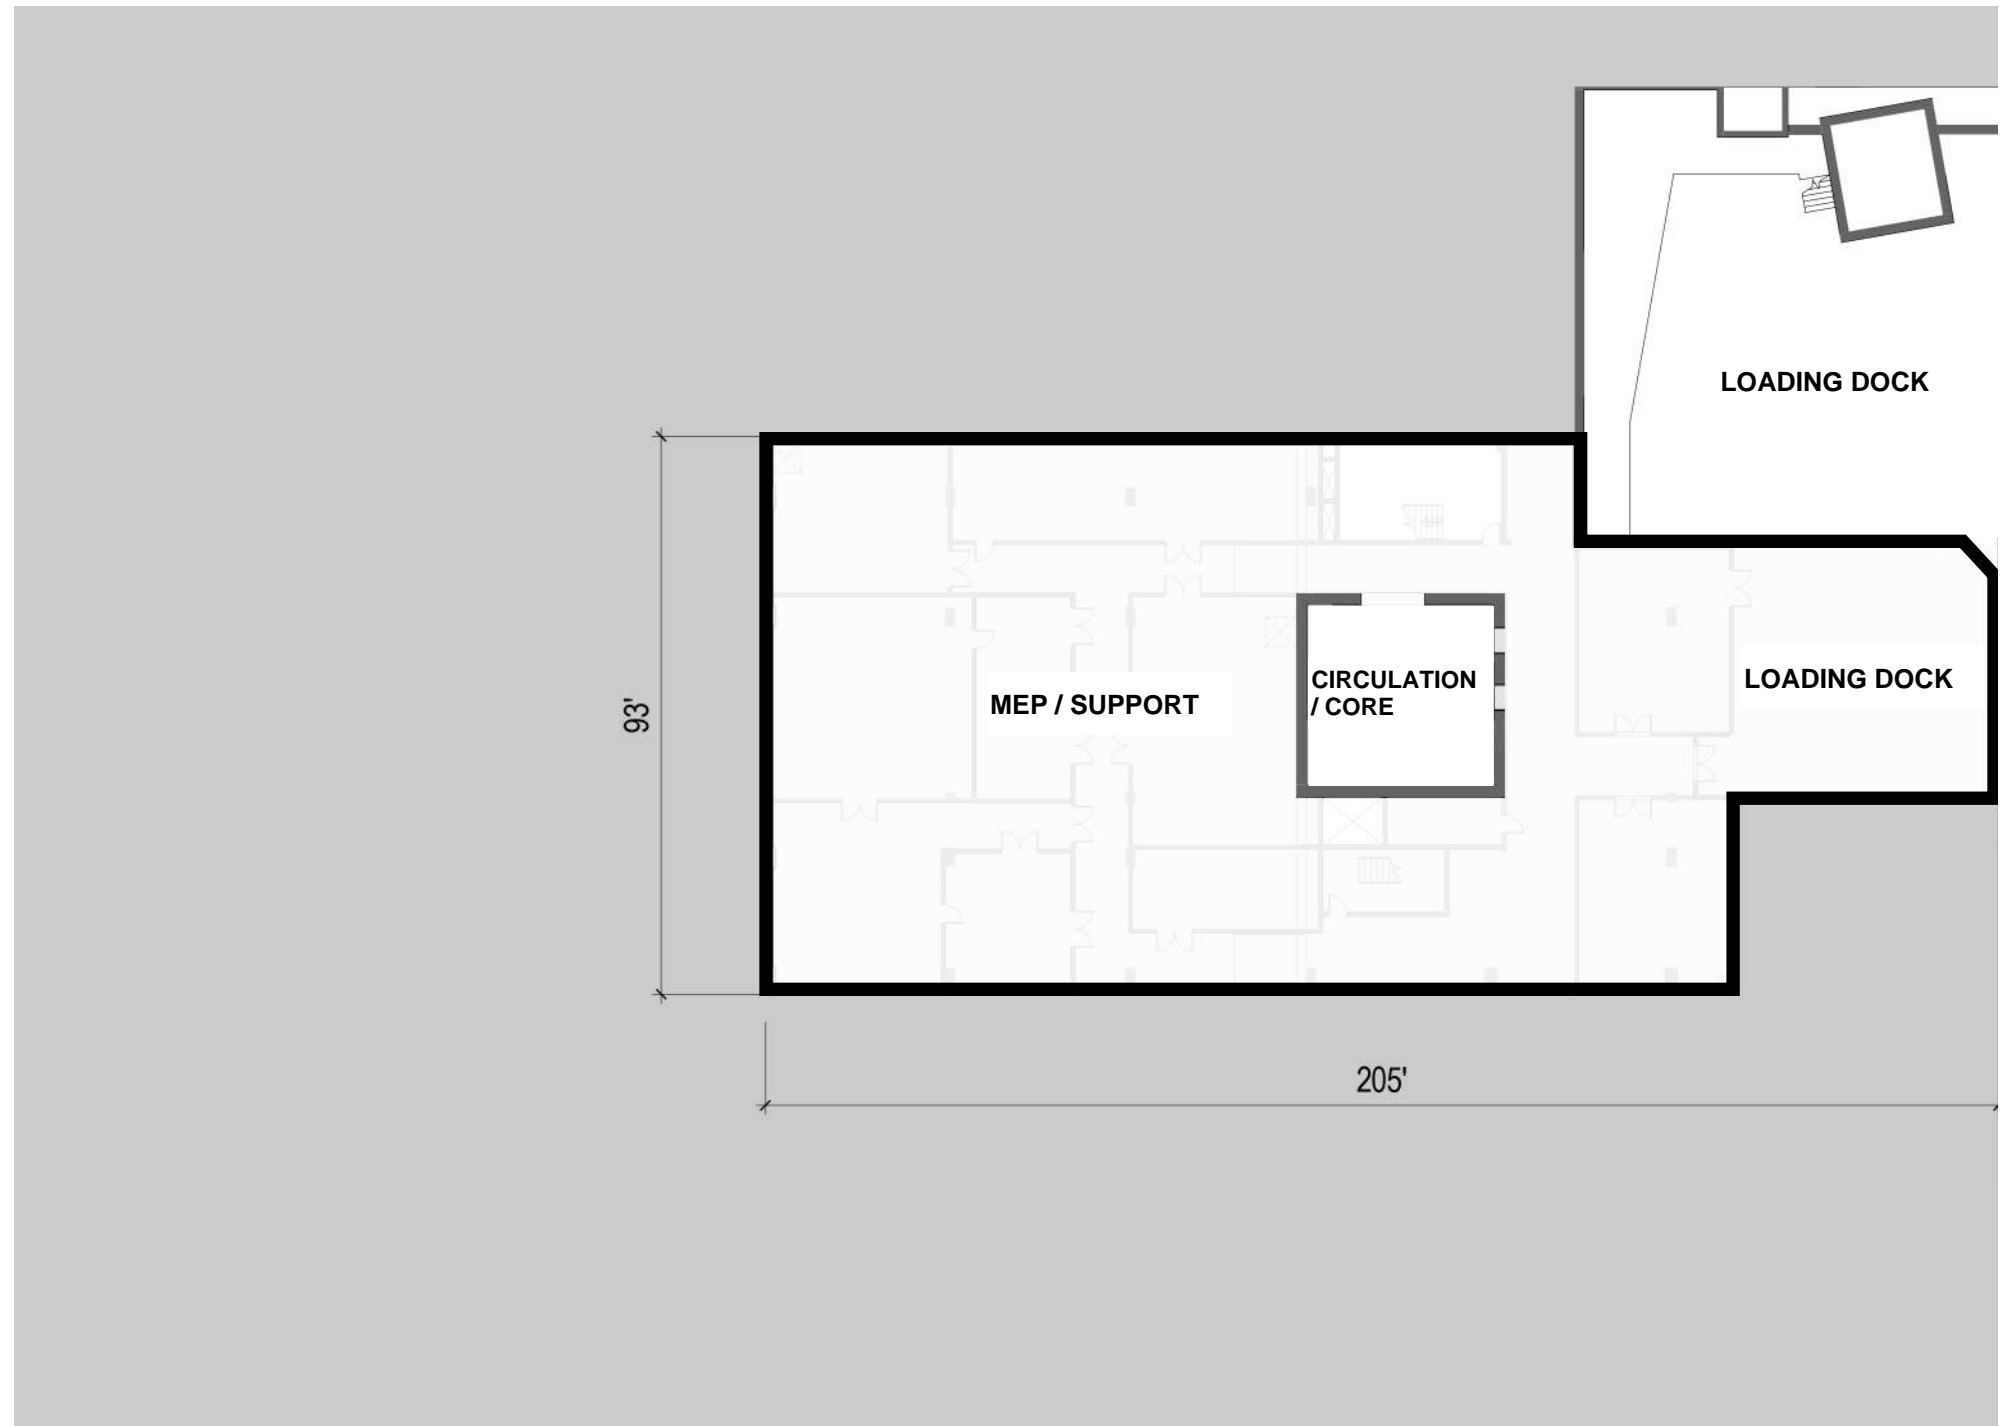 LOADING DOCK
93'
MEP / SUPPORT
CIRCULATION
/ CORE
LOADING DOCK
205'